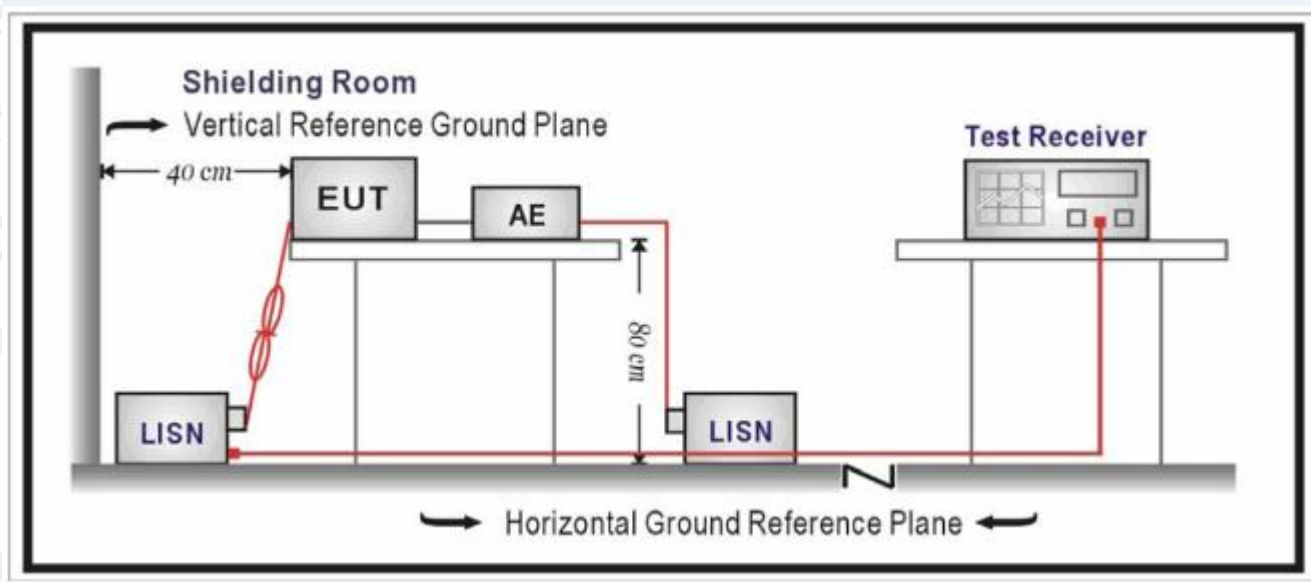 Shielding Room
Vertical Reference Ground Plane
Test Receiver
40 cm
EUT
AE
80 cm
LISN
LISN
Horizontal Ground Reference Plane